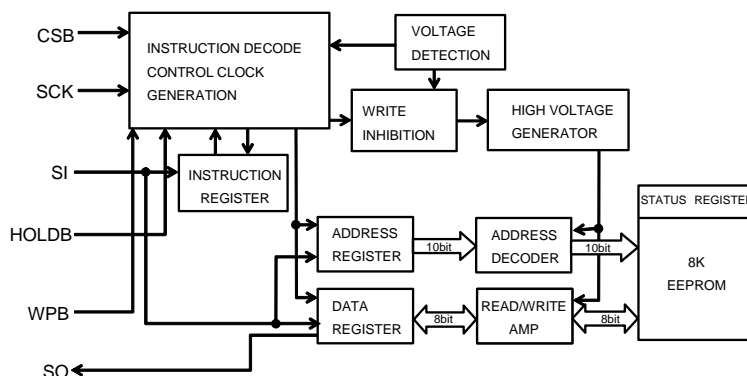 CSB
SCK
SI
HOLDB
WPB
SO
INSTRUCTION DECODE
CONTROL CLOCK
GENERATION
VOLTAGE
DETECTION
WRITE
INHIBITION
HIGH VOLTAGE
GENERATOR
INSTRUCTION
REGISTER
ADDRESS
REGISTER
10bit
ADDRESS
DECODER
10bit
DATA
REGISTER
8bit
READ/WRITE
AMP
8bit
STATUS REGISTER
8K
EEPROM